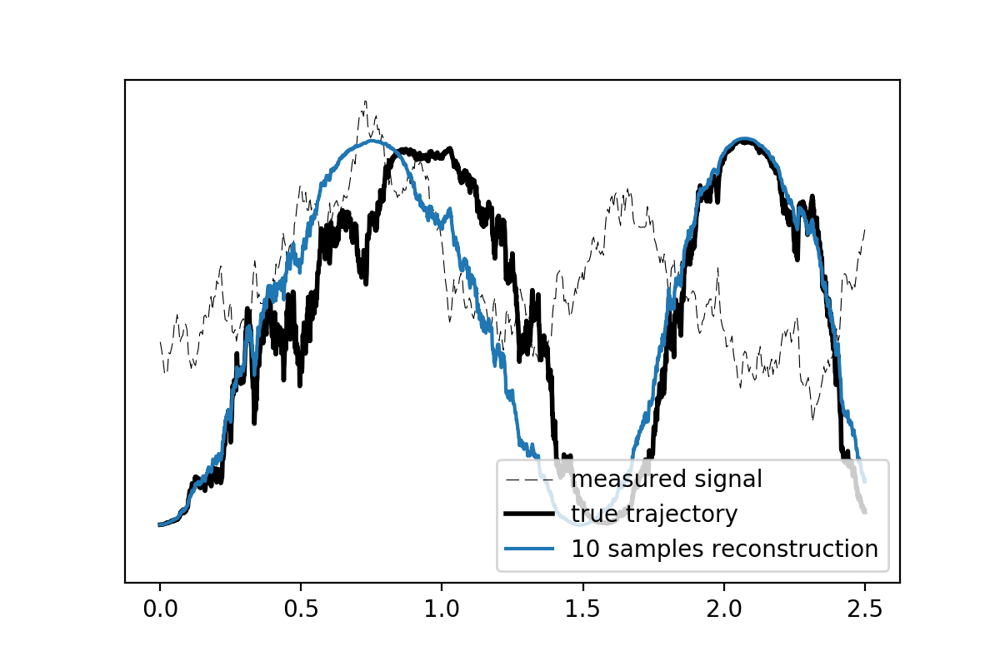 measured signal
true trajectory
10 samples reconstruction
0.0 0.5 1.0 1.5 2.0 2.5